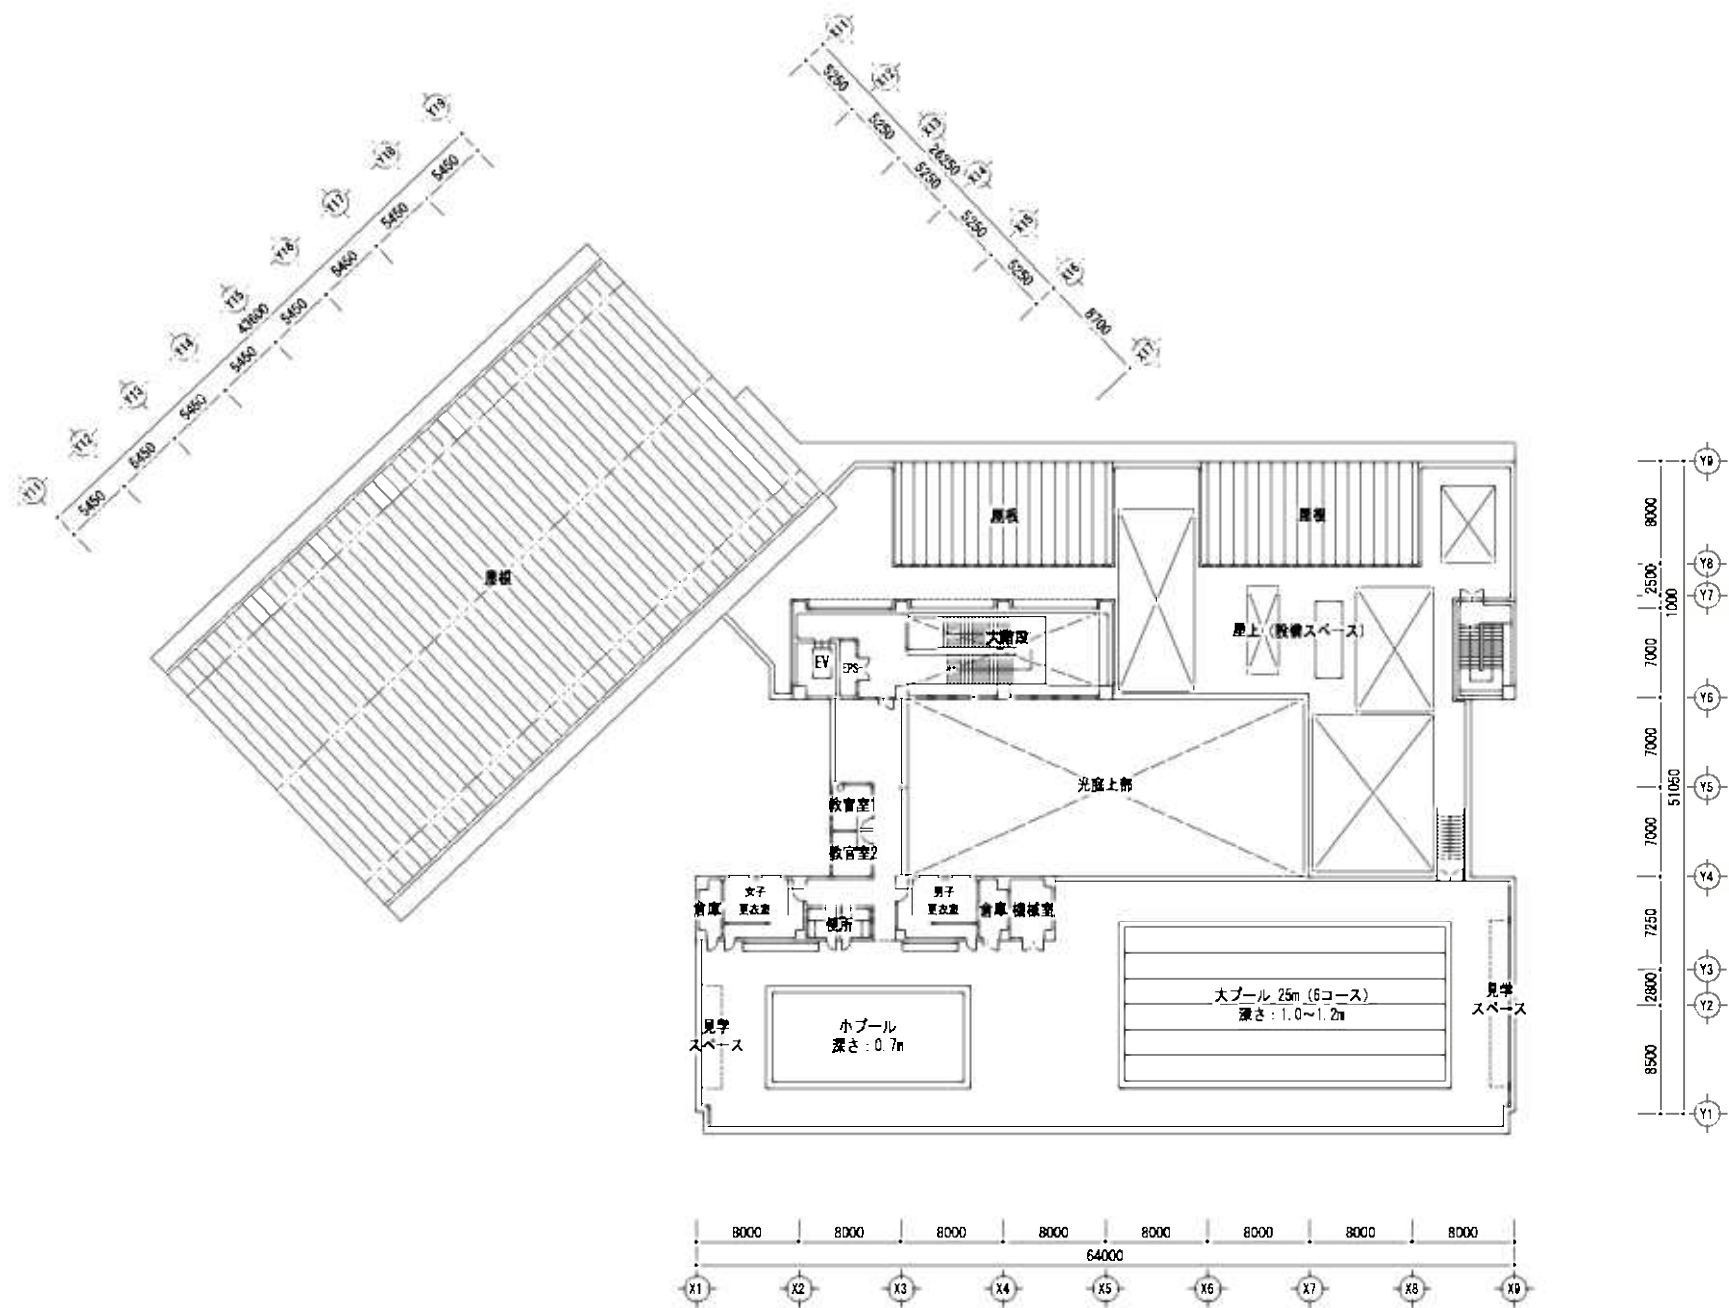 X11
X12
X13
X14
X15
X16
X17
5250
5250
5250
5250
5250
26250
8700
Y19
Y18
Y17
Y16
Y15
Y14
Y13
Y12
Y11
5450
5450
5450
5450
5450
5450
5450
5450
43600
屋根
屋根
屋根
大階段
屋上（設備スペース）
EV
EPS
光庭上部
教官室1
教官室2
倉庫
女子
更衣室
便所
男子
更衣室
倉庫
機械室
見学
スペース
小プール
深さ：0.7m
大プール 25m（6コース）
深さ：1.0～1.2m
見学
スペース
Y9
8000
Y8
2500
Y7
1000
7000
Y6
7000
51050
Y5
7000
Y4
7250
Y3
2800
Y2
8500
Y1
8000 8000 8000 8000 8000 8000 8000 8000
64000
X1 X2 X3 X4 X5 X6 X7 X8 X9